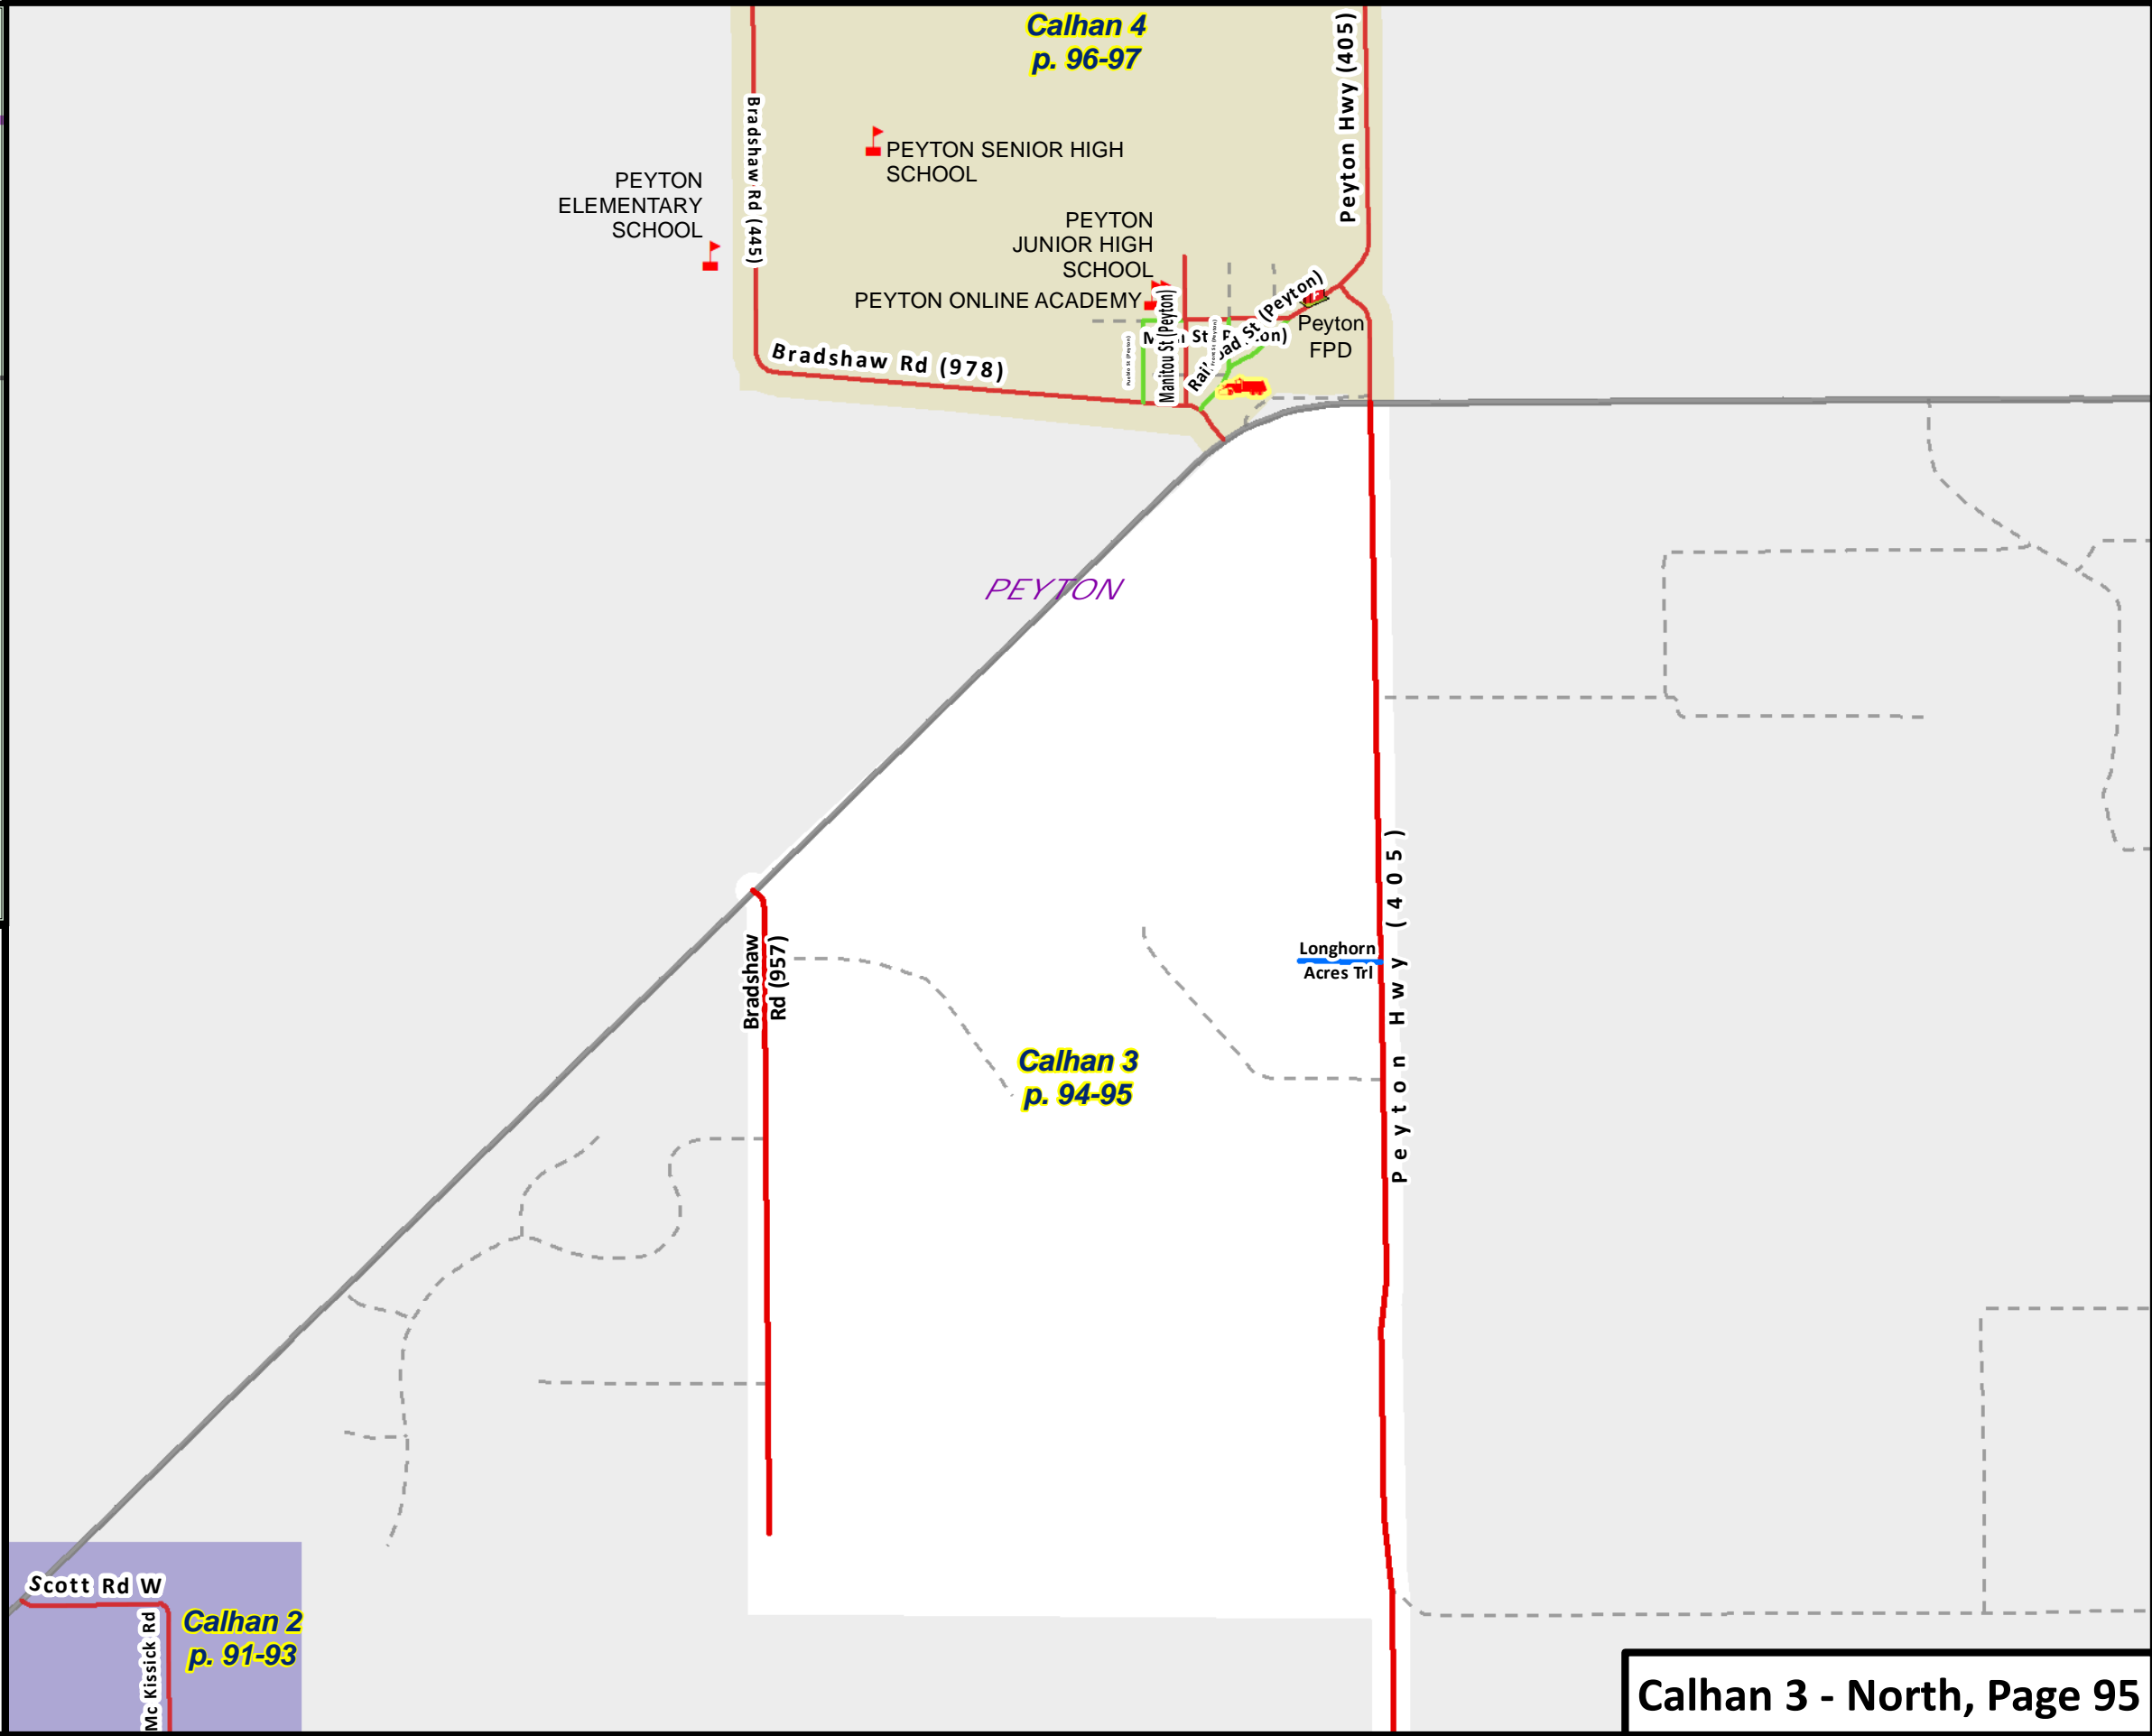 Calhan 4
p. 96-97
Peyton Hwy (405)
Bradshaw Rd (445)
PEYTON SENIOR HIGH
SCHOOL
PEYTON
ELEMENTARY
SCHOOL
PEYTON
JUNIOR HIGH
SCHOOL
PEYTON ONLINE ACADEMY
Manitou St (Peyton)
St (Peyton)
Peyton
FPD
Bradshaw Rd (978)
PEYTON
Peyton Hwy (405)
Bradshaw
Rd (957)
Longhorn
Acres Trl
Calhan 3
p. 94-95
Scott Rd W
Mc Kissick Rd
Calhan 2
p. 91-93
Calhan 3 - North, Page 95